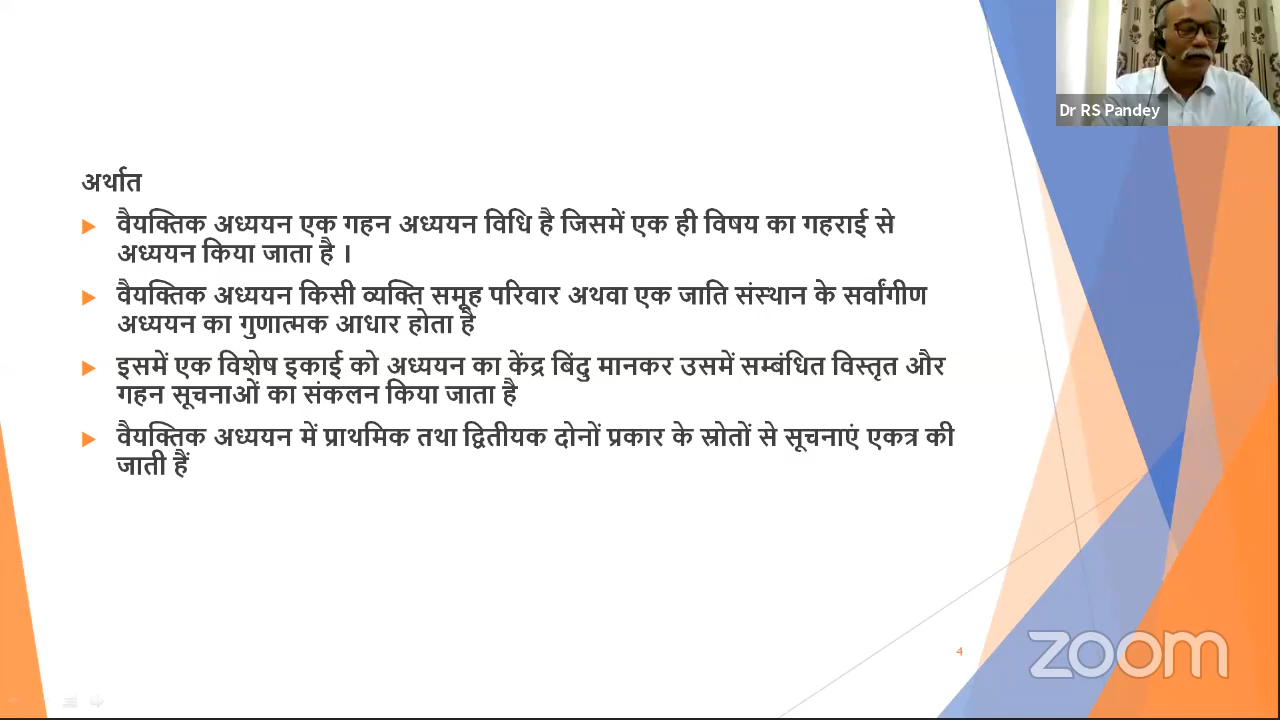 Dr RS Pandey
अर्थात
वैयक्तिक अध्ययन एक गहन अध्ययन विधि है जिसमें एक ही विषय का गहराई से
अध्ययन किया जाता है ।
वैयक्तिक अध्ययन किसी व्यक्ति समूह परिवार अथवा एक जाति संस्थान के सर्वांगीण
अध्ययन का गुणात्मक आधार होता है
इसमें एक विशेष इकाई को अध्ययन का केंद्र बिंदु मानकर उसमें सम्बंधित विस्तृत और
गहन सूचनाओं का संकलन किया जाता है
वैयक्तिक अध्ययन में प्राथमिक तथा द्वितीयक दोनों प्रकार के स्रोतों से सूचनाएं एकत्र की
जाती हैं
4
zoom